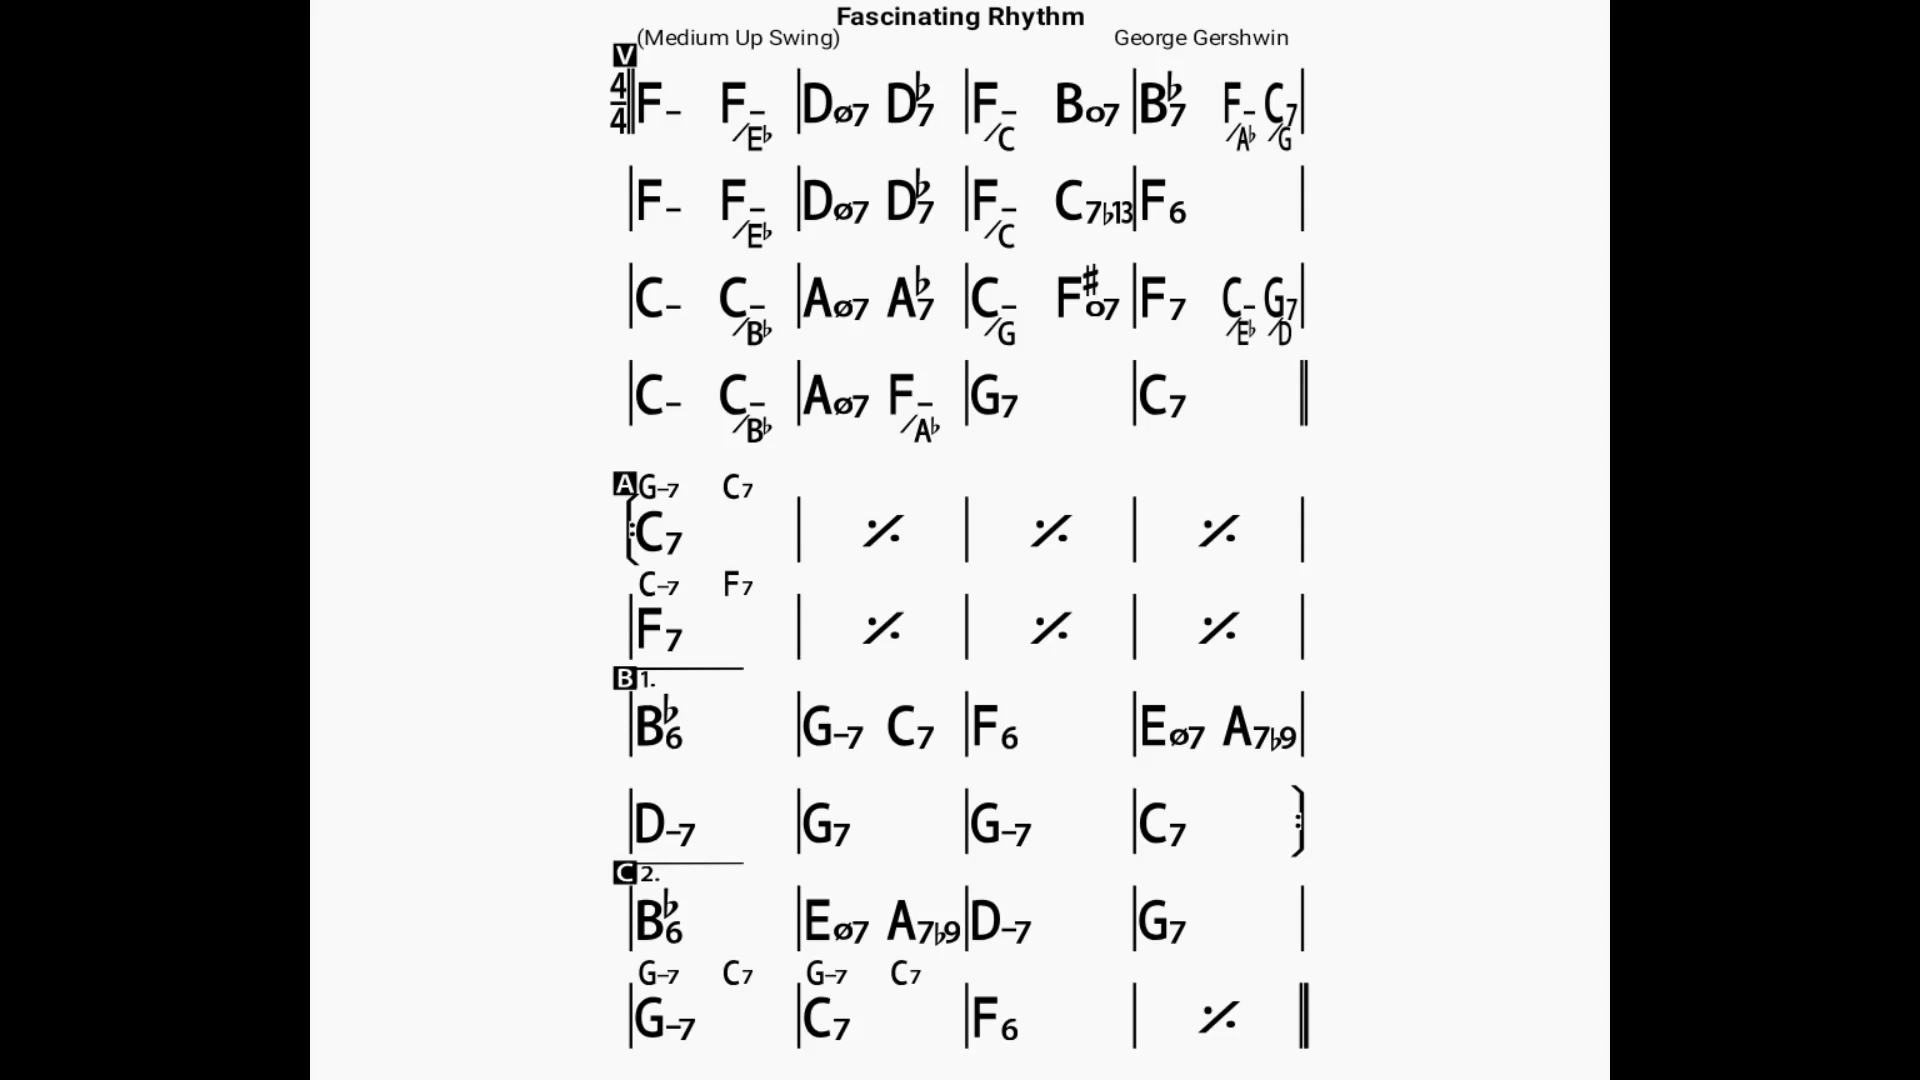 Fascinating Rhythm
(Medium Up Swing) George Gershwin
V
4/4 F– F–/E♭ | Dø7 D♭7 | F–/C Bo7 | B♭7 F–/A♭ C7/G |
| F– F–/E♭ | Dø7 D♭7 | F–/C C7♭13 | F6 |
| C– C–/B♭ | Aø7 A♭7 | C–/G F♯o7 | F7 C–/E♭ G7/D |
| C– C–/B♭ | Aø7 F–/A♭ | G7 | C7 ||
A G–7 C7
C7 | 𝄎 | 𝄎 | 𝄎 |
C–7 F7
| F7 | 𝄎 | 𝄎 | 𝄎 |
B 1.
| B♭6 | G–7 C7 | F6 | Eø7 A7♭9 |
| D–7 | G7 | G–7 | C7 :|
C 2.
| B♭6 | Eø7 A7♭9 | D–7 | G7 |
G–7 C7 G–7 C7
| G–7 | C7 | F6 | 𝄎 ||